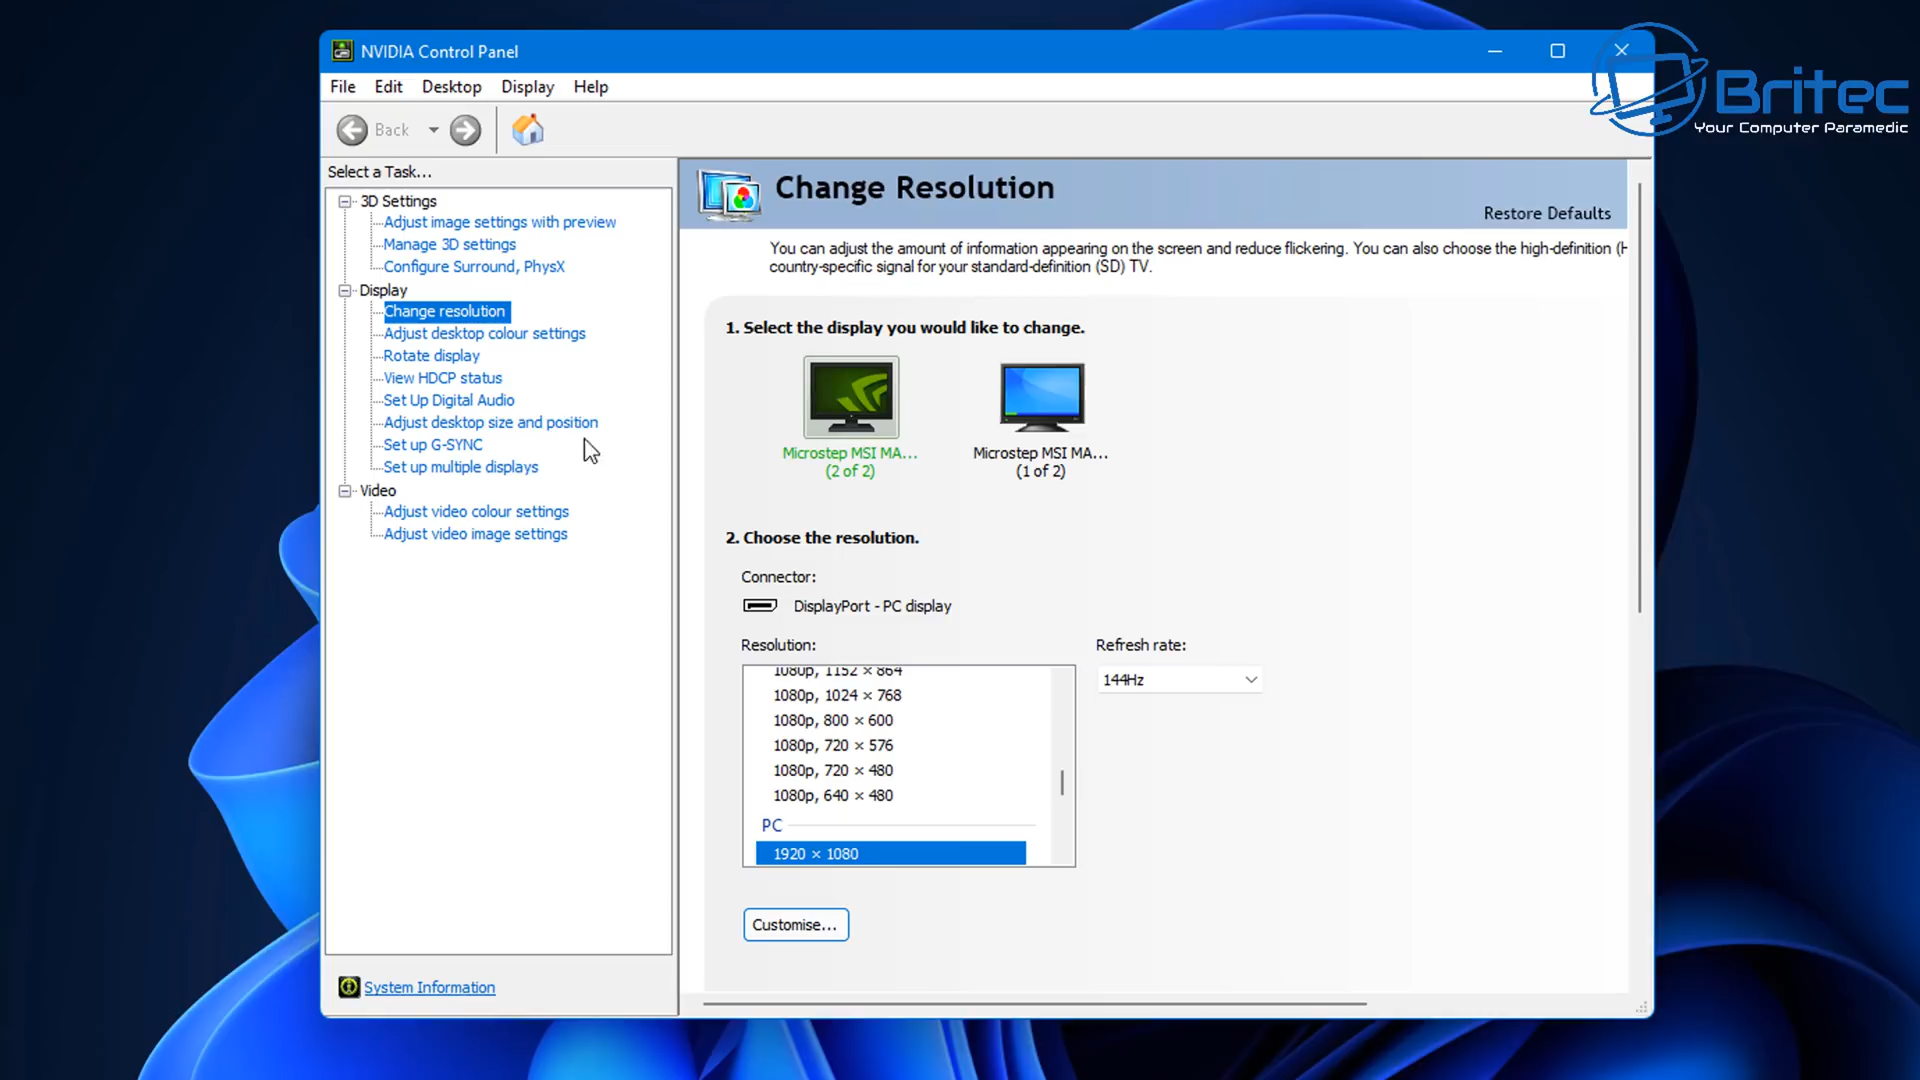 NVIDIA Control Panel
Britec
Your Computer Paramedic
File Edit Desktop Display Help
Back
Select a Task...
3D Settings
Adjust image settings with preview
Manage 3D settings
Configure Surround, PhysX
Display
Change resolution
Adjust desktop colour settings
Rotate display
View HDCP status
Set Up Digital Audio
Adjust desktop size and position
Set up G-SYNC
Set up multiple displays
Video
Adjust video colour settings
Adjust video image settings
System Information
Change Resolution
Restore Defaults
You can adjust the amount of information appearing on the screen and reduce flickering. You can also choose the high-definition (H
country-specific signal for your standard-definition (SD) TV.
1. Select the display you would like to change.
Microstep MSI MA...
(2 of 2)
Microstep MSI MA...
(1 of 2)
2. Choose the resolution.
Connector:
DisplayPort - PC display
Resolution:
1080p, 1152 × 864
1080p, 1024 × 768
1080p, 800 × 600
1080p, 720 × 576
1080p, 720 × 480
1080p, 640 × 480
PC
1920 × 1080
Refresh rate:
144Hz
Customise...